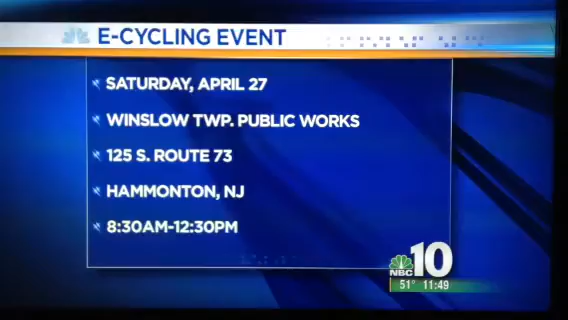 E-CYCLING EVENT
SATURDAY, APRIL 27
WINSLOW TWP. PUBLIC WORKS
125 S. ROUTE 73
HAMMONTON, NJ
8:30AM-12:30PM
NBC 10
51° 11:49